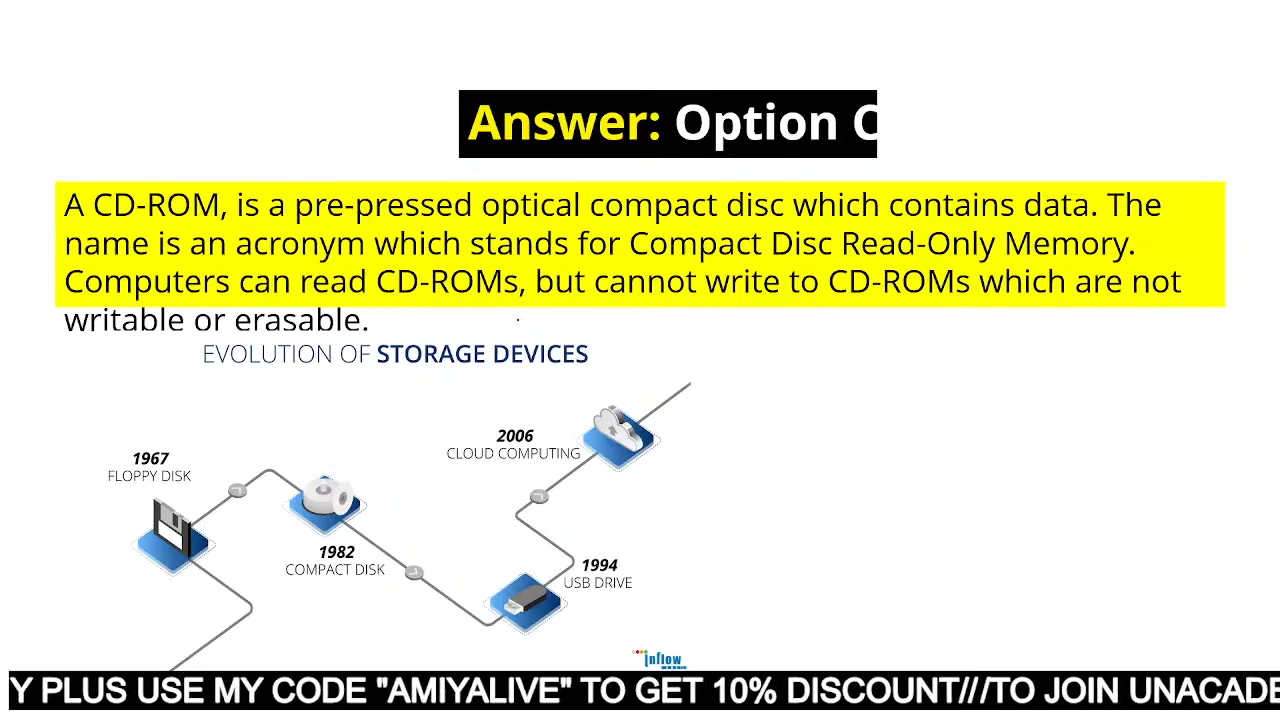 Answer: Option C
A CD-ROM, is a pre-pressed optical compact disc which contains data. The
name is an acronym which stands for Compact Disc Read-Only Memory.
Computers can read CD-ROMs, but cannot write to CD-ROMs which are not
writable or erasable.
EVOLUTION OF STORAGE DEVICES
2006
CLOUD COMPUTING
1967
FLOPPY DISK
1982
COMPACT DISK
1994
USB DRIVE
inflow
Y PLUS USE MY CODE "AMIYALIVE" TO GET 10% DISCOUNT///TO JOIN UNACADE